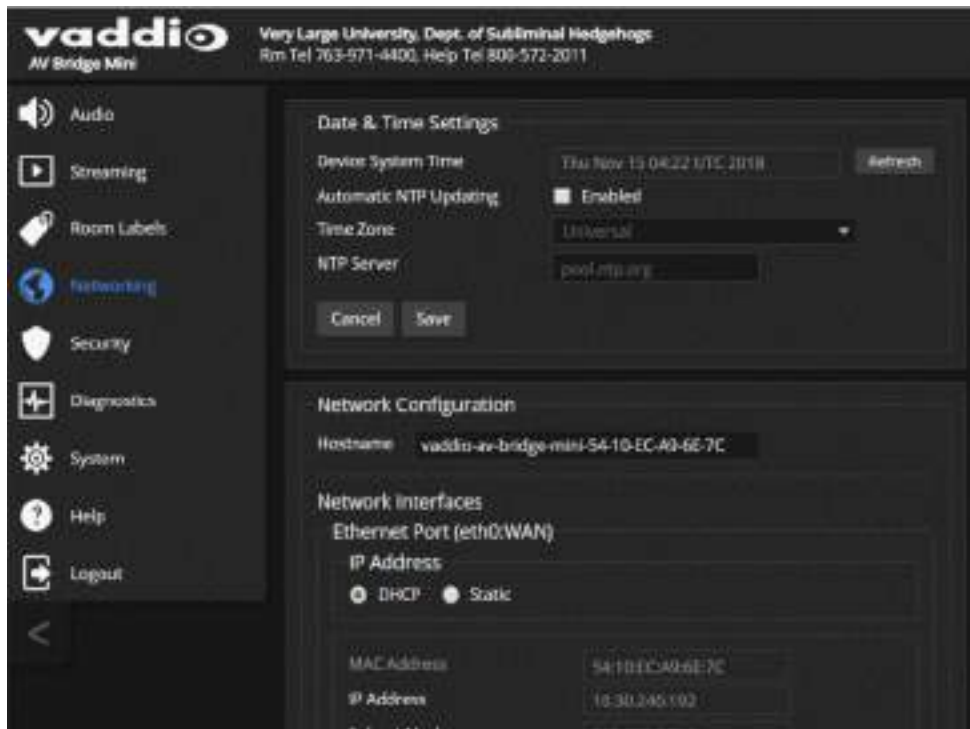 vaddio
AV Bridge Mini
Very Large University, Dept. of Subliminal Hedgehogs
Rm Tel 763-971-4400, Help Tel 800-572-2011
Audio
Streaming
Room Labels
Networking
Security
Diagnostics
System
Help
Logout
<
Date & Time Settings
Device System Time Thu Nov 15 04:22 UTC 2018 Refresh
Automatic NTP Updating Enabled
Time Zone Universal
NTP Server pool.ntp.org
Cancel Save
Network Configuration
Hostname vaddio-av-bridge-mini-54-10-EC-A9-6E-7C
Network Interfaces
Ethernet Port (eth0:WAN)
IP Address
DHCP Static
MAC Address 54:10:EC:A9:6E:7C
IP Address 10.30.245.192